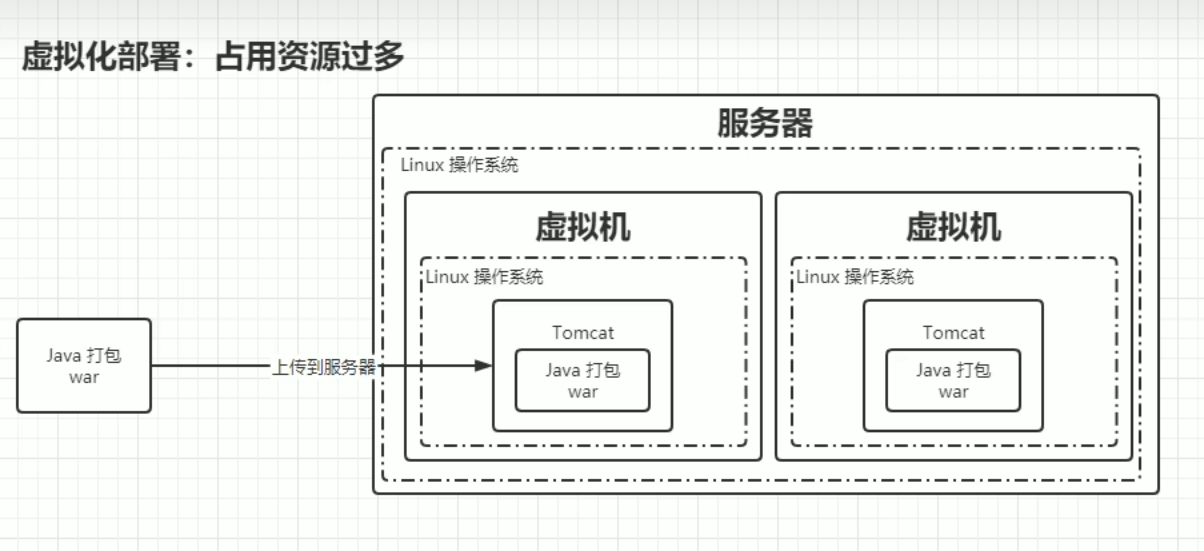 虚拟化部署：占用资源过多
服务器
Linux 操作系统
虚拟机
虚拟机
Linux 操作系统
Linux 操作系统
Tomcat
Java 打包
war
Tomcat
Java 打包
war
Java 打包
war
上传到服务器